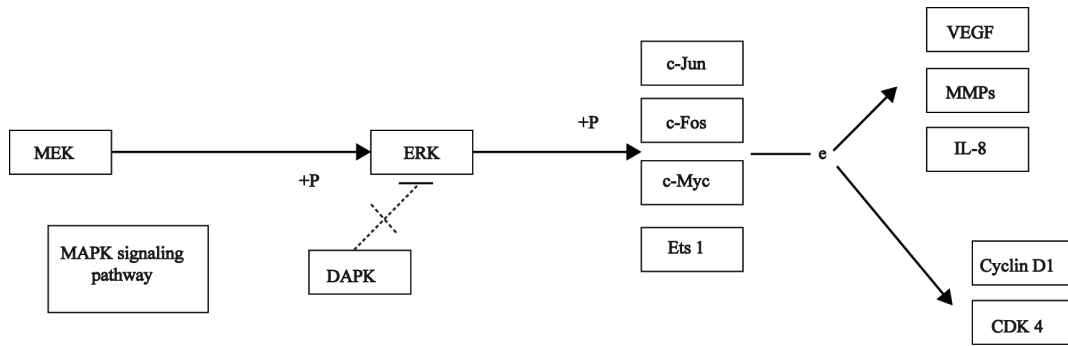 VEGF
c-Jun
MMPs
+P
c-Fos
MEK
ERK
e
IL-8
+P
c-Myc
MAPK signaling
pathway
DAPK
Ets 1
Cyclin D1
CDK 4